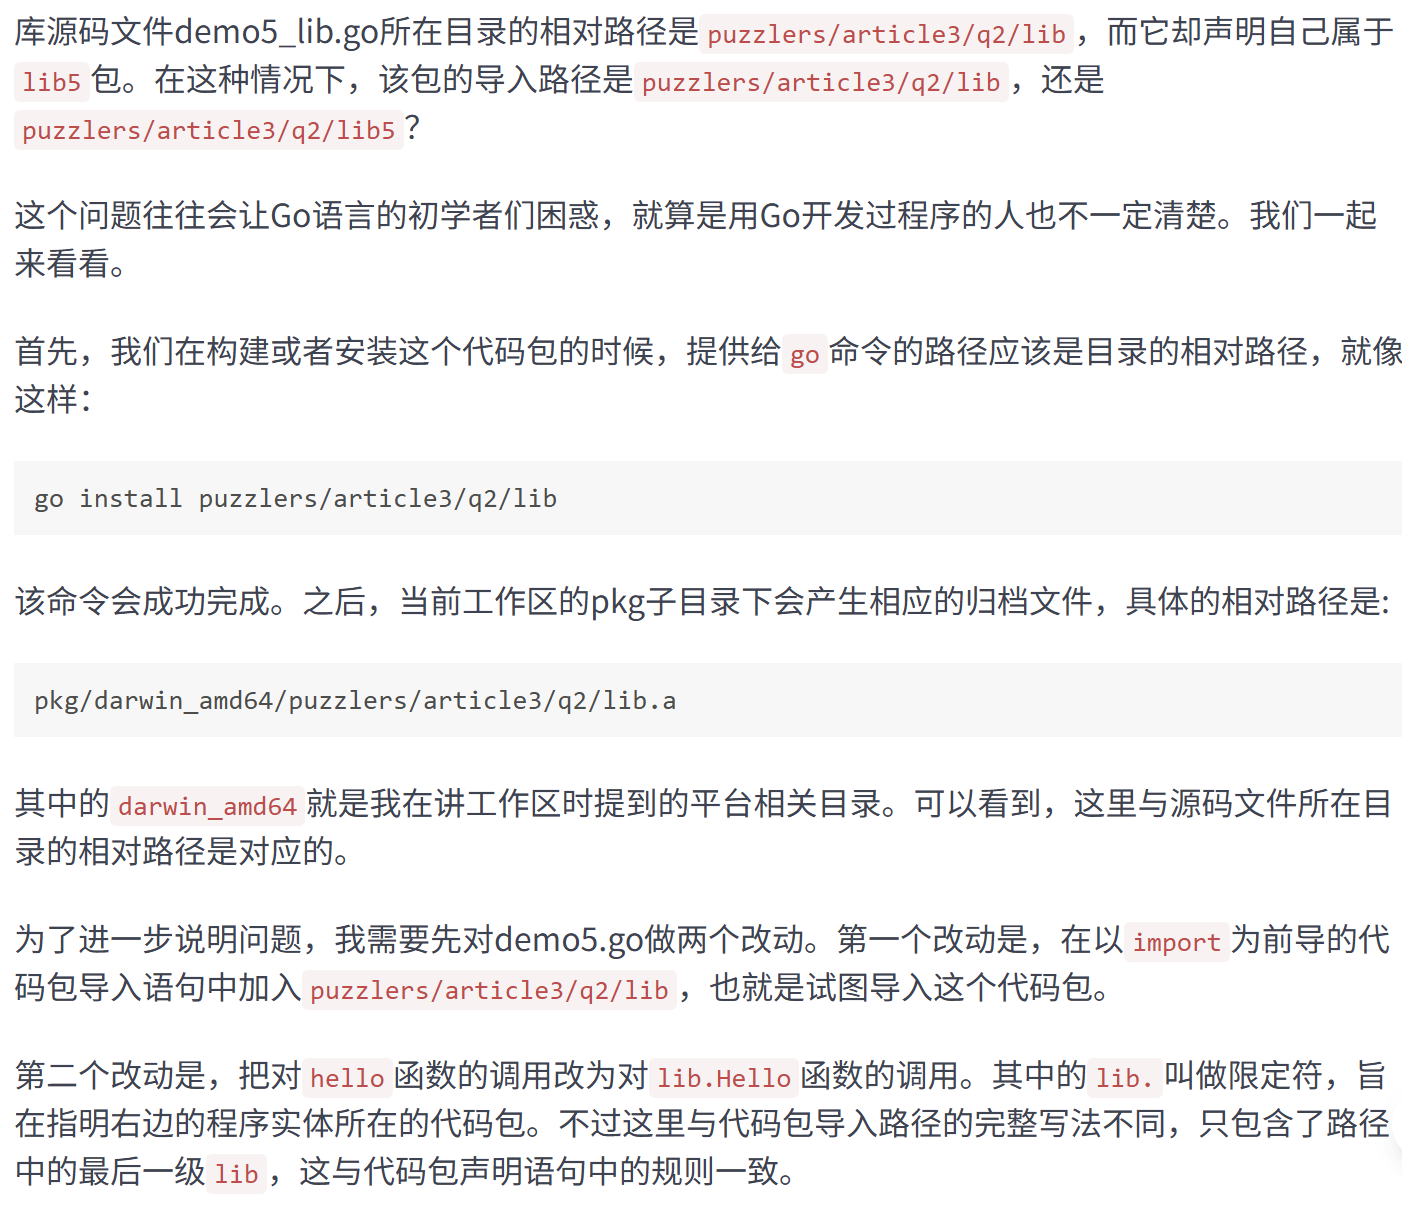 库源码文件demo5_lib.go所在目录的相对路径是puzzlers/article3/q2/lib，而它却声明自己属于
lib5包。在这种情况下，该包的导入路径是puzzlers/article3/q2/lib，还是
puzzlers/article3/q2/lib5？
这个问题往往会让Go语言的初学者们困惑，就算是用Go开发过程序的人也不一定清楚。我们一起
来看看。
首先，我们在构建或者安装这个代码包的时候，提供给go命令的路径应该是目录的相对路径，就像
这样：
go install puzzlers/article3/q2/lib
该命令会成功完成。之后，当前工作区的pkg子目录下会产生相应的归档文件，具体的相对路径是:
pkg/darwin_amd64/puzzlers/article3/q2/lib.a
其中的darwin_amd64就是我在讲工作区时提到的平台相关目录。可以看到，这里与源码文件所在目
录的相对路径是对应的。
为了进一步说明问题，我需要先对demo5.go做两个改动。第一个改动是，在以import为前导的代
码包导入语句中加入puzzlers/article3/q2/lib，也就是试图导入这个代码包。
第二个改动是，把对hello函数的调用改为对lib.Hello函数的调用。其中的lib.叫做限定符，旨
在指明右边的程序实体所在的代码包。不过这里与代码包导入路径的完整写法不同，只包含了路径
中的最后一级lib，这与代码包声明语句中的规则一致。